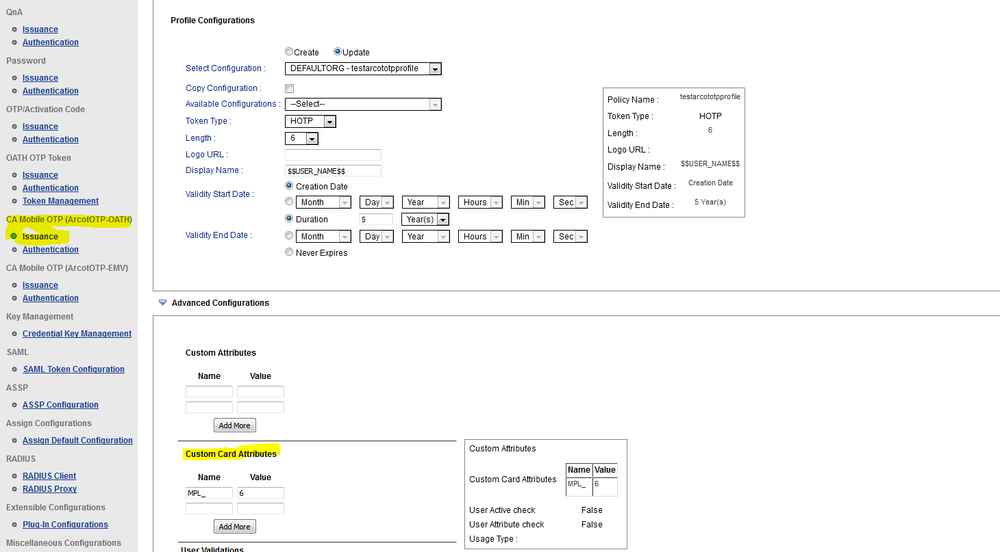 QnA
Issuance
Authentication
Password
Issuance
Authentication
OTP/Activation Code
Issuance
Authentication
OATH OTP Token
Issuance
Authentication
Token Management
CA Mobile OTP (ArcotOTP-OATH)
Issuance
Authentication
CA Mobile OTP (ArcotOTP-EMV)
Issuance
Authentication
Key Management
Credential Key Management
SAML
SAML Token Configuration
ASSP
ASSP Configuration
Assign Configurations
Assign Default Configuration
RADIUS
RADIUS Client
RADIUS Proxy
Extensible Configurations
Plug-In Configurations
Miscellaneous Configurations
Profile Configurations
Create Update
Select Configuration : DEFAULTORG - testarcototpprofile
Copy Configuration :
Available Configurations : --Select--
Token Type : HOTP
Length : 6
Logo URL :
Display Name : $$USER_NAME$$
Validity Start Date : Creation Date
Month Day Year Hours Min Sec
Validity End Date : Duration 5 Year(s)
Month Day Year Hours Min Sec
Never Expires
Policy Name : testarcototpprofile
Token Type : HOTP
Length : 6
Logo URL :
Display Name : $$USER_NAME$$
Validity Start Date : Creation Date
Validity End Date : 5 Year(s)
Advanced Configurations
Custom Attributes
Name Value
Add More
Custom Card Attributes
Name Value
MPL_ 6
Add More
User Validations
Custom Attributes
Custom Card Attributes
Name Value
MPL_ 6
User Active check False
User Attribute check False
Usage Type :